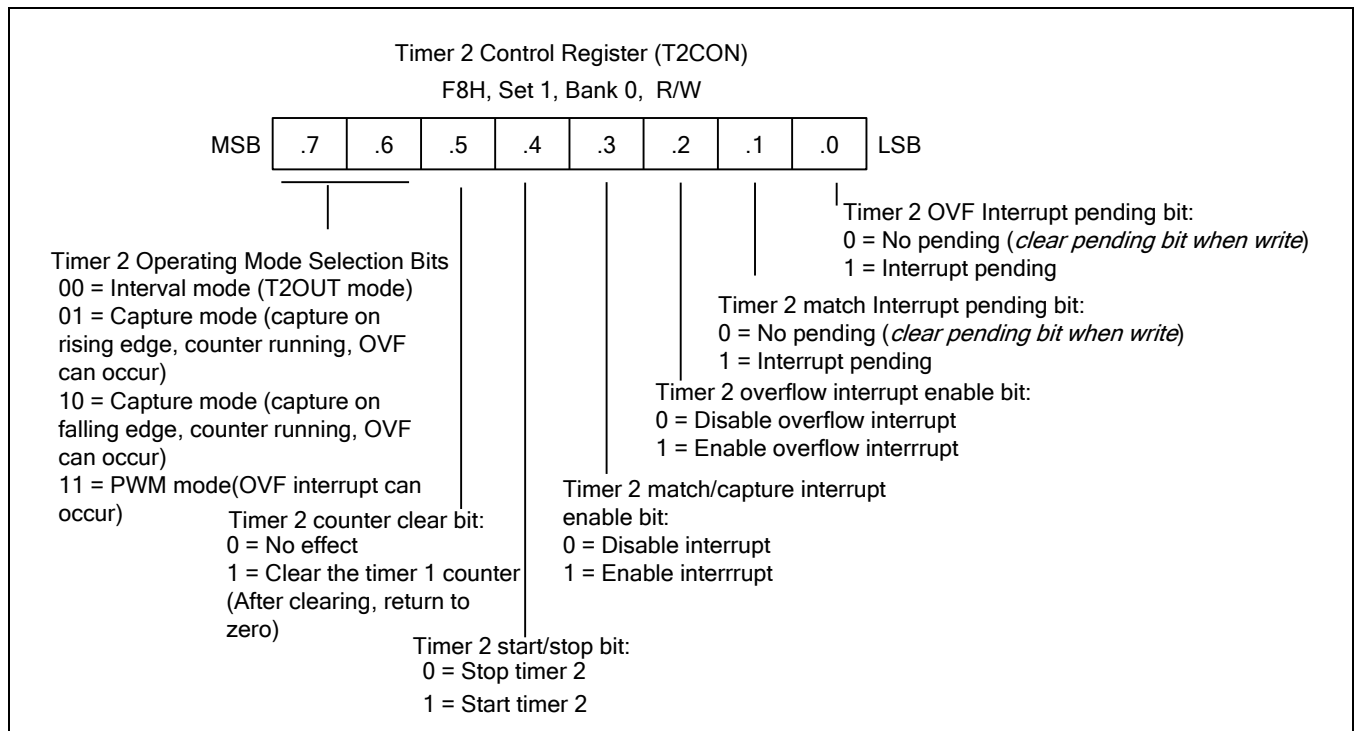 Timer 2 Control Register (T2CON)
F8H, Set 1, Bank 0, R/W
MSB .7 .6 .5 .4 .3 .2 .1 .0 LSB
Timer 2 OVF Interrupt pending bit:
0 = No pending (clear pending bit when write)
1 = Interrupt pending
Timer 2 match Interrupt pending bit:
0 = No pending (clear pending bit when write)
1 = Interrupt pending
Timer 2 overflow interrupt enable bit:
0 = Disable overflow interrupt
1 = Enable overflow interrrupt
Timer 2 match/capture interrupt
enable bit:
0 = Disable interrupt
1 = Enable interrrupt
Timer 2 start/stop bit:
0 = Stop timer 2
1 = Start timer 2
Timer 2 counter clear bit:
0 = No effect
1 = Clear the timer 1 counter
(After clearing, return to
zero)
Timer 2 Operating Mode Selection Bits
00 = Interval mode (T2OUT mode)
01 = Capture mode (capture on
rising edge, counter running, OVF
can occur)
10 = Capture mode (capture on
falling edge, counter running, OVF
can occur)
11 = PWM mode(OVF interrupt can
occur)